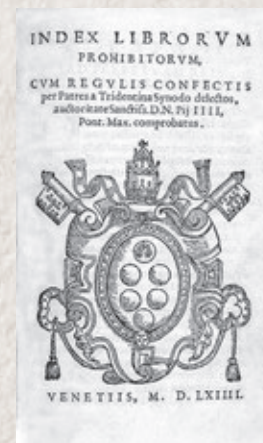 INDEX LIBRORVM
PROHIBITORVM,
CVM REGVLIS CONFECTIS
per Patres a Tridentina Synodo delectos,
auctoritate Sanctiss. D.N. Pij IIII,
Pont. Max. comprobatus.
VENETIIS, M. D. LXIIII.